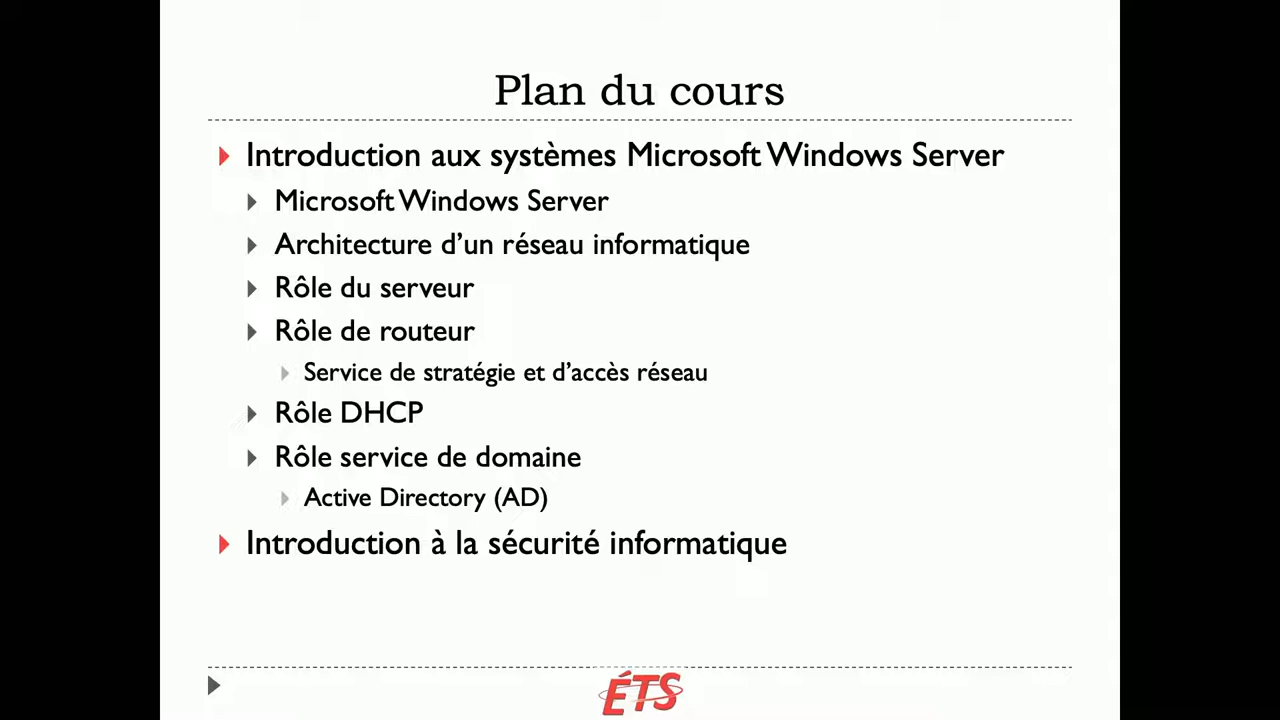 Plan du cours
Introduction aux systèmes Microsoft Windows Server
Microsoft Windows Server
Architecture d’un réseau informatique
Rôle du serveur
Rôle de routeur
Service de stratégie et d’accès réseau
Rôle DHCP
Rôle service de domaine
Active Directory (AD)
Introduction à la sécurité informatique
ÉTS